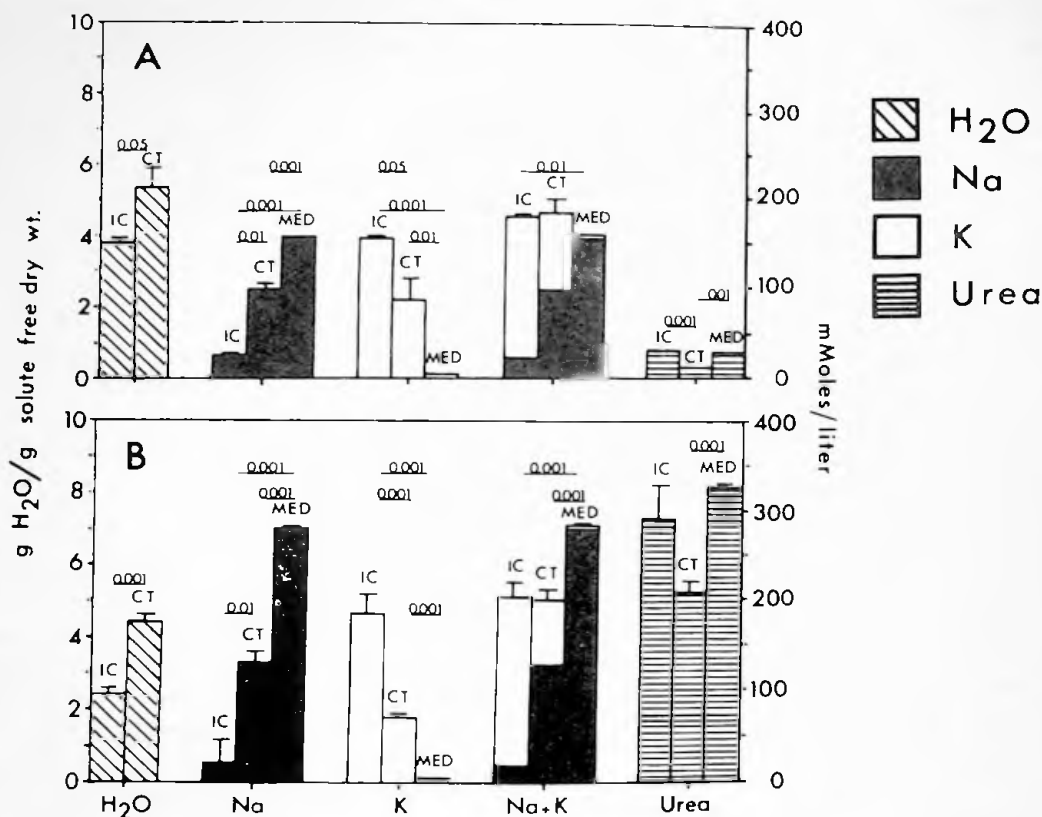 g H2O/g solute free dry wt.
mMoles/liter
A
10
8
6
4
2
0
400
300
200
100
0
0.05
IC
CT
0.001
0.001
0.01
IC
CT
MED
0.05
0.001
0.01
IC
CT
MED
0.01
IC
CT
MED
.001
0.001
IC
CT
MED
H2O
Na
K
Urea
B
10
8
6
4
2
0
400
300
200
100
0
0.001
IC
CT
0.001
0.001
0.01
IC
CT
MED
0.001
0.001
0.001
IC
CT
MED
0.001
0.001
IC
CT
MED
0.001
IC
CT
MED
H2O
Na
K
Na+K
Urea